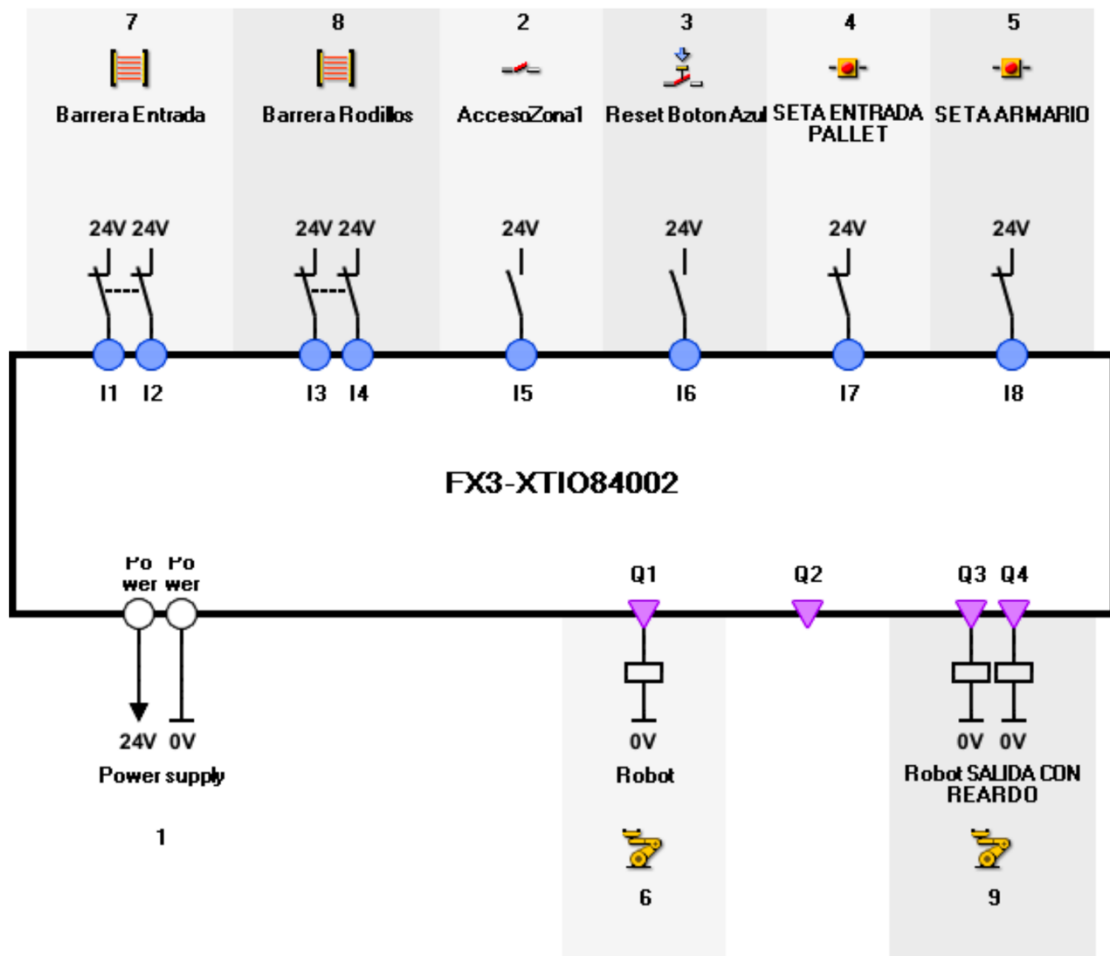 7 8 2 3 4 5
Barrera Entrada Barrera Rodillos AccesoZona1 Reset Boton Azul SETA ENTRADA PALLET SETA ARMARIO
24V 24V 24V 24V 24V 24V 24V 24V
I1 I2 I3 I4 I5 I6 I7 I8
FX3-XTIO84002
Po wer Po wer Q1 Q2 Q3 Q4
24V 0V 0V 0V 0V
Power supply Robot Robot SALIDA CON REARDO
1
6 9